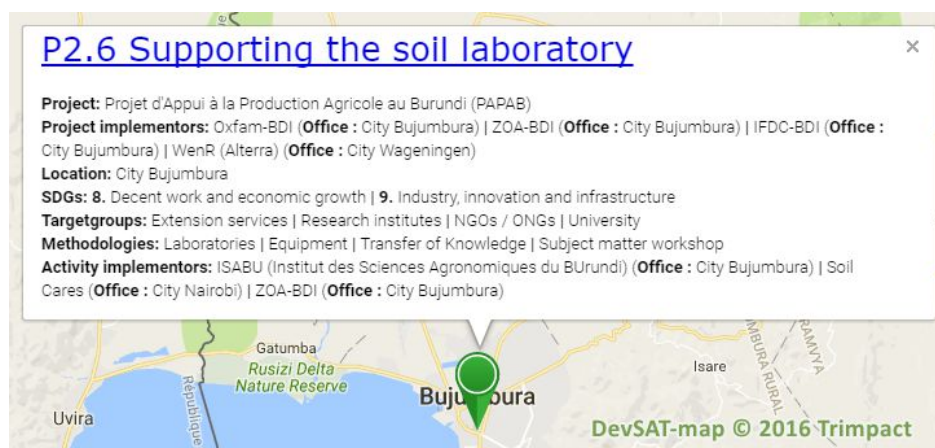 P2.6 Supporting the soil laboratory
×
Project: Projet d'Appui à la Production Agricole au Burundi (PAPAB)
Project implementors: Oxfam-BDI (Office : City Bujumbura) | ZOA-BDI (Office : City Bujumbura) | IFDC-BDI (Office :
City Bujumbura) | WenR (Alterra) (Office : City Wageningen)
Location: City Bujumbura
SDGs: 8. Decent work and economic growth | 9. Industry, innovation and infrastructure
Targetgroups: Extension services | Research institutes | NGOs / ONGs | University
Methodologies: Laboratories | Equipment | Transfer of Knowledge | Subject matter workshop
Activity implementors: ISABU (Institut des Sciences Agronomiques du BUrundi) (Office : City Bujumbura) | Soil
Cares (Office : City Nairobi) | ZOA-BDI (Office : City Bujumbura)
Gatumba
Rusizi Delta
Nature Reserve
Isare
Uvira
République
RURAL
DevSAT-map © 2016 Trimpact